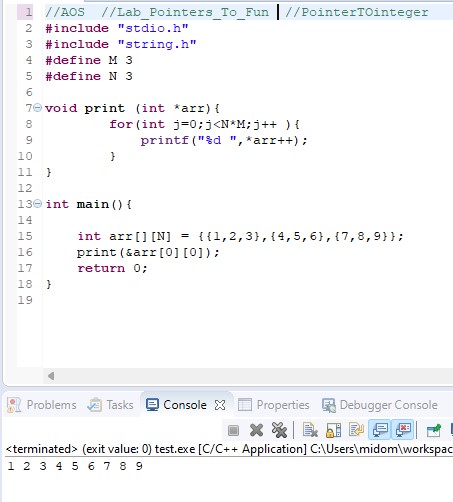 1 //AOS //Lab_Pointers_To_Fun //PointerTOinteger
2 #include "stdio.h"
3 #include "string.h"
4 #define M 3
5 #define N 3
6
7 void print (int *arr){
8 for(int j=0;j<N*M;j++ ){
9 printf("%d ",*arr++);
10 }
11 }
12
13 int main(){
14
15 int arr[][N] = {{1,2,3},{4,5,6},{7,8,9}};
16 print(&arr[0][0]);
17 return 0;
18 }
19
Problems Tasks Console Properties Debugger Console
<terminated> (exit value: 0) test.exe [C/C++ Application] C:\Users\midom\workspac
1 2 3 4 5 6 7 8 9